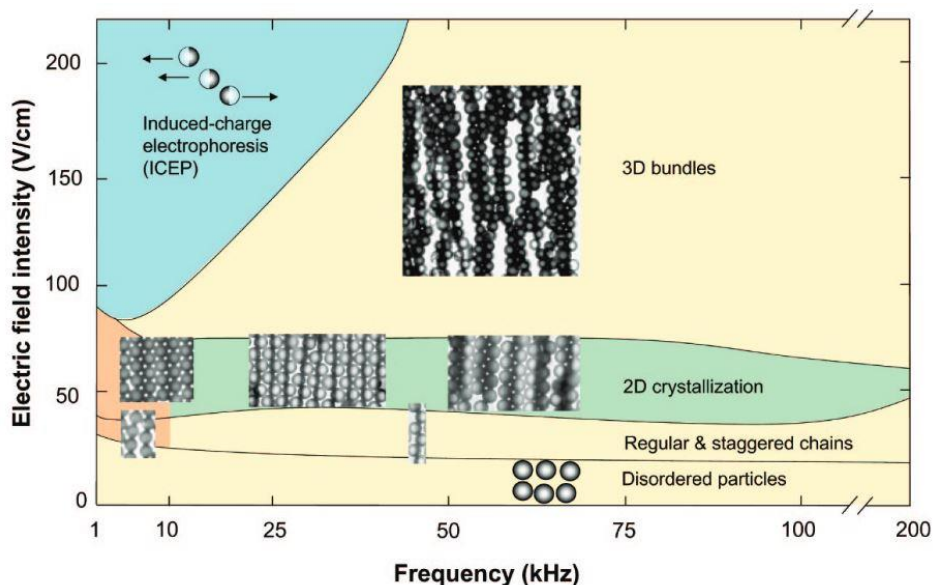 200
Induced-charge
electrophoresis
(ICEP)
150
3D bundles
100
50
2D crystallization
Regular & staggered chains
Disordered particles
0
1 10 25 50 75 100 200
Electric field intensity (V/cm)
Frequency (kHz)